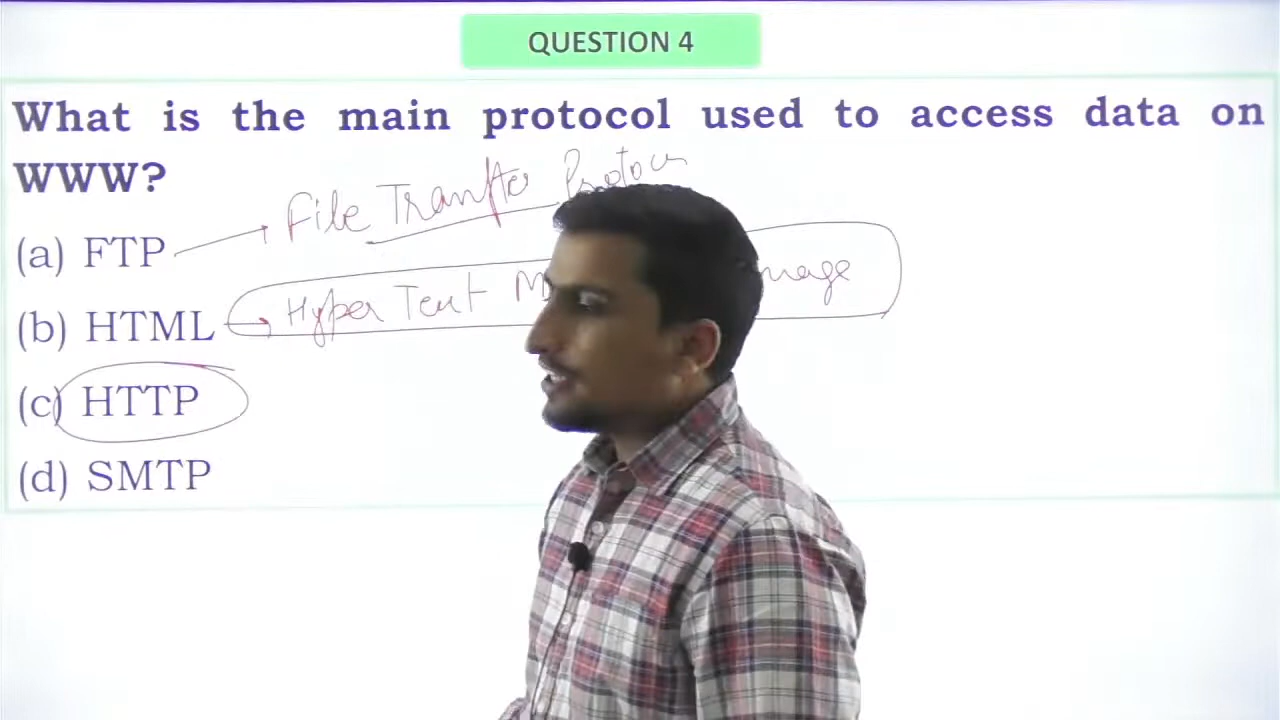 QUESTION 4
What is the main protocol used to access data on
WWW?
File Transfer
(a) FTP
Hyper Text
(b) HTML
(c) HTTP
(d) SMTP